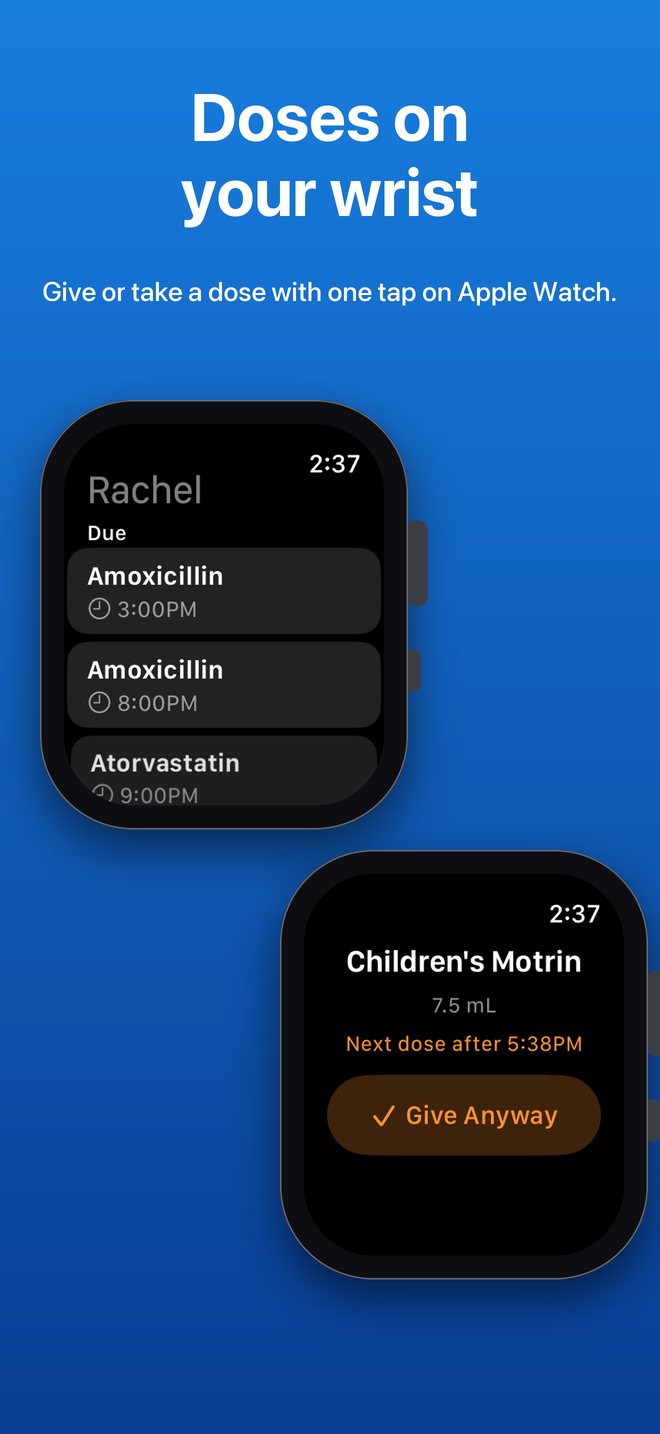 Doses on
your wrist
Give or take a dose with one tap on Apple Watch.
2:37
Rachel
Due
Amoxicillin
3:00PM
Amoxicillin
8:00PM
Atorvastatin
9:00PM
2:37
Children's Motrin
7.5 mL
Next dose after 5:38PM
Give Anyway